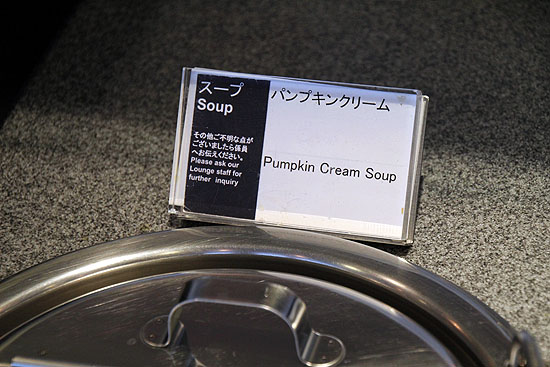 スープ
Soup
その他ご不明な点が
ございましたら係員
へお伝えください。
Please ask our
Lounge staff for
further inquiry
パンプキンクリーム
Pumpkin Cream Soup